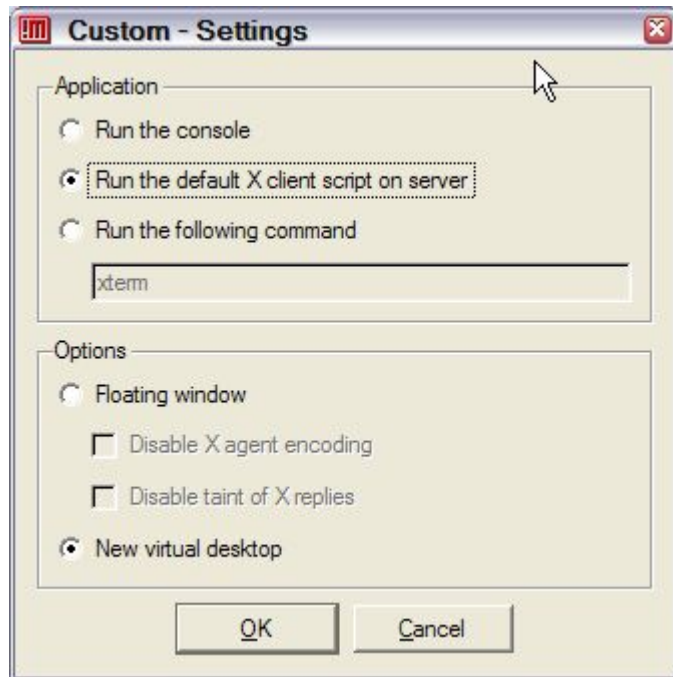 !M Custom - Settings
Application
Run the console
Run the default X client script on server
Run the following command
xterm
Options
Floating window
Disable X agent encoding
Disable taint of X replies
New virtual desktop
OK Cancel